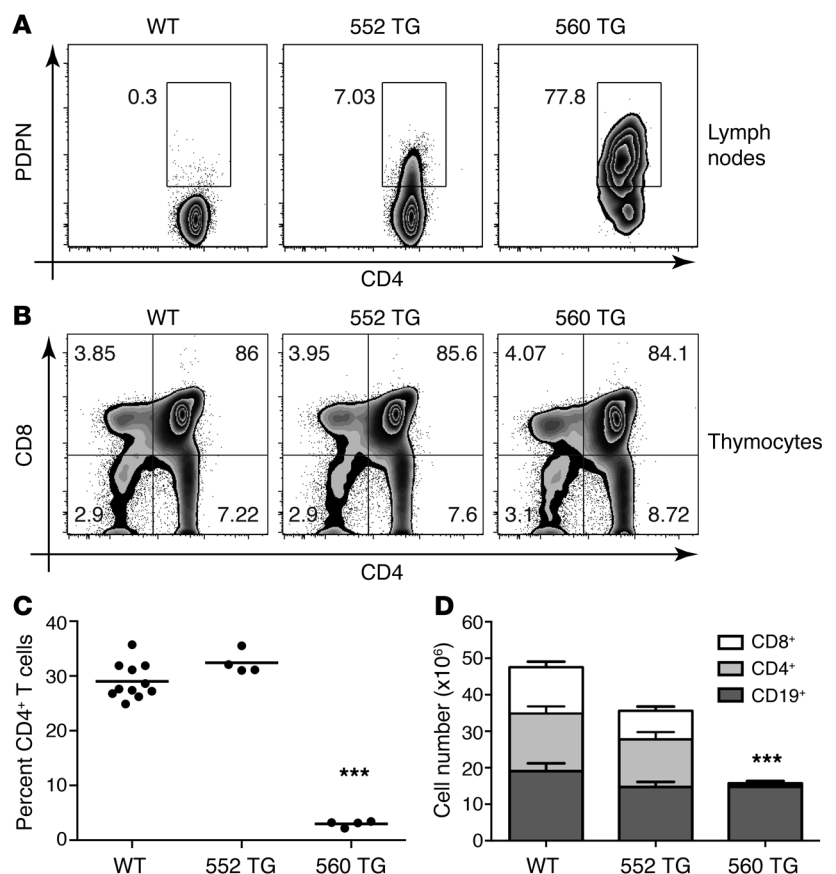 A
WT
552 TG
560 TG
PDPN
0.3
7.03
77.8
Lymph
nodes
CD4
B
WT
552 TG
560 TG
CD8
3.85
86
3.95
85.6
4.07
84.1
Thymocytes
2.9
7.22
2.9
7.6
3.1
8.72
CD4
C
Percent CD4⁺ T cells
40
30
20
10
0
***
WT
552 TG
560 TG
D
Cell number (x10⁶)
60
50
40
30
20
10
0
CD8⁺
CD4⁺
CD19⁺
***
WT
552 TG
560 TG